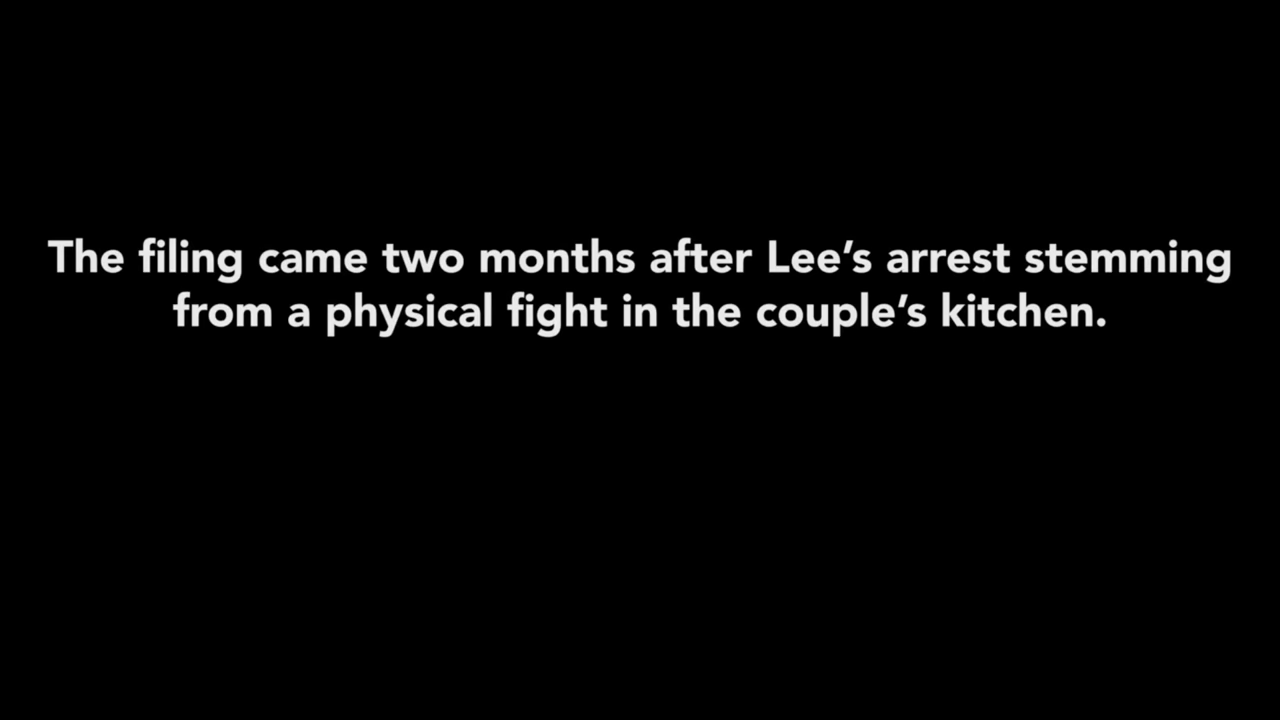 The filing came two months after Lee’s arrest stemming
from a physical fight in the couple’s kitchen.